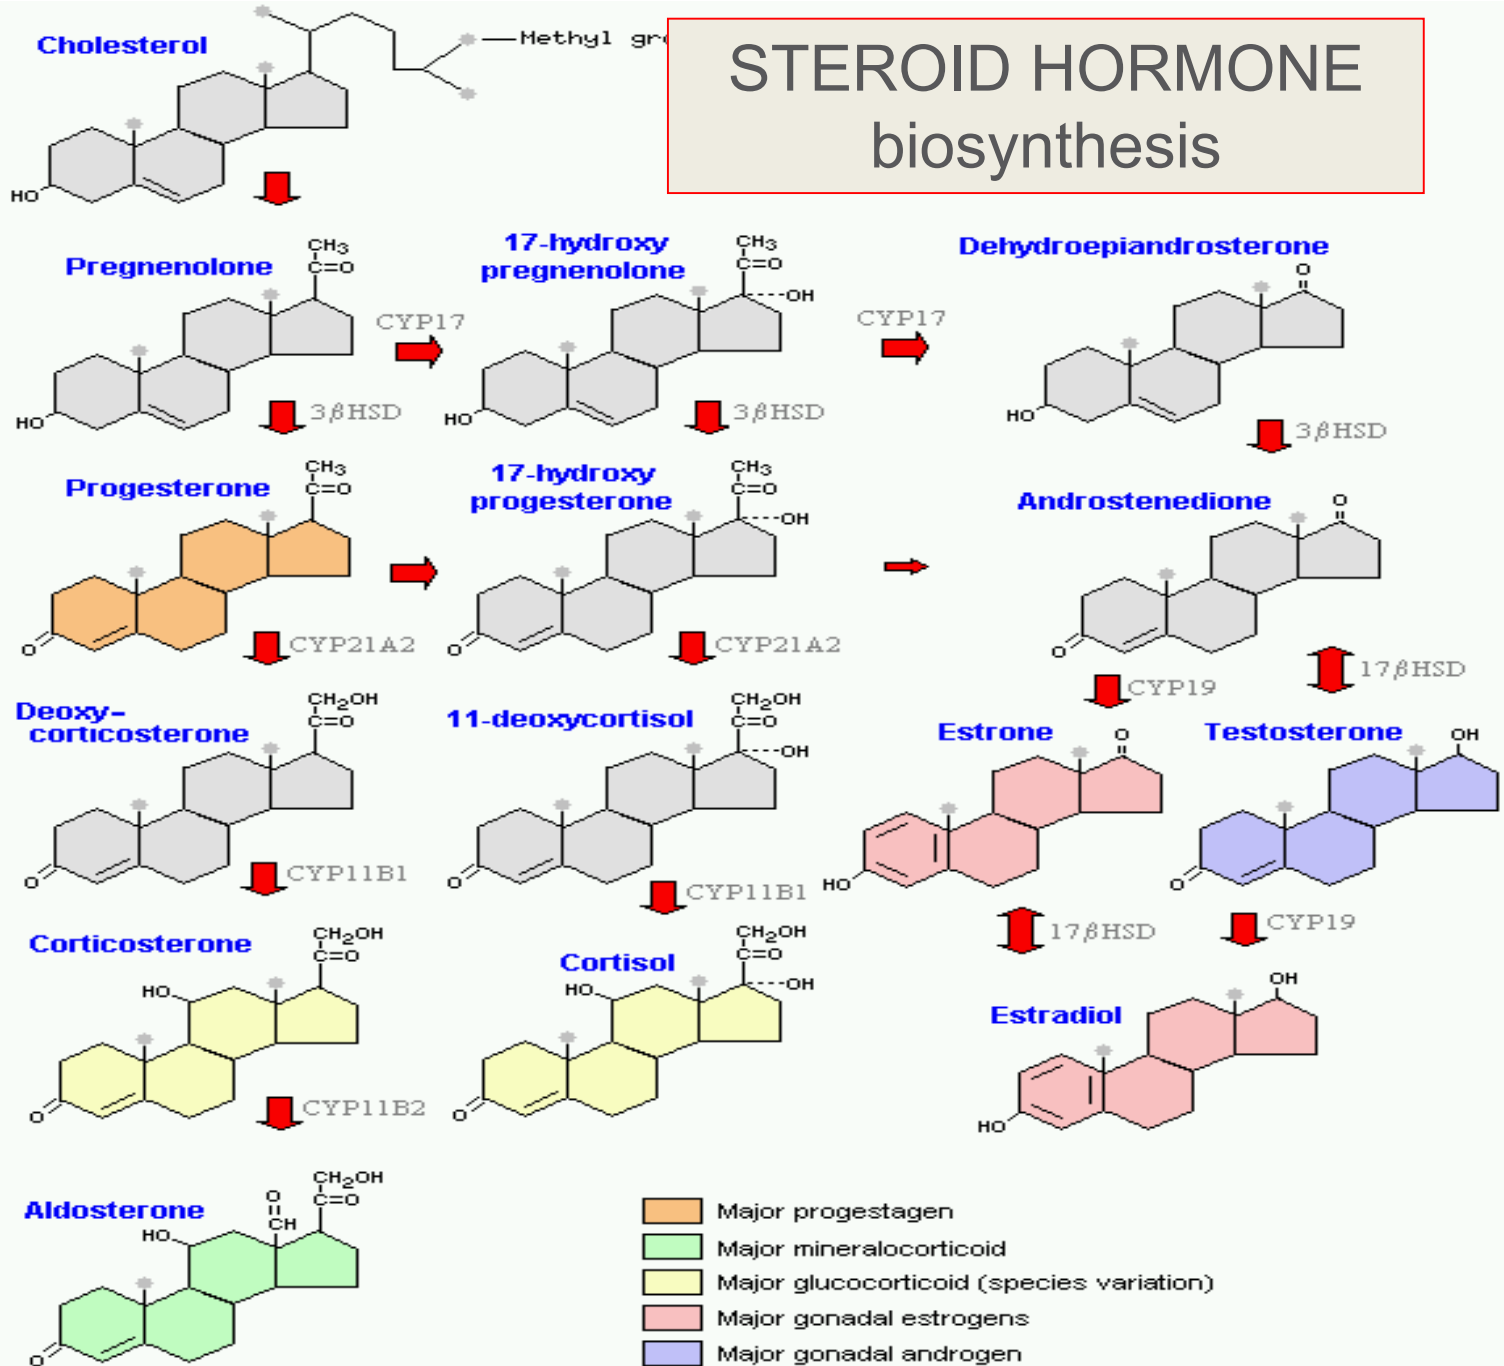 STEROID HORMONE
biosynthesis
Cholesterol
Methyl gr
HO
Pregnenolone
CH3
C=O
HO
CYP17
17-hydroxy
pregnenolone
CH3
C=O
OH
HO
CYP17
Dehydroepiandrosterone
O
HO
3βHSD
3βHSD
3βHSD
Progesterone
CH3
C=O
O
17-hydroxy
progesterone
CH3
C=O
OH
O
Androstenedione
O
O
CYP21A2
CYP21A2
CYP19
17βHSD
Deoxy-
corticosterone
CH2OH
C=O
O
11-deoxycortisol
CH2OH
C=O
OH
O
Estrone
O
HO
Testosterone
OH
O
CYP11B1
CYP11B1
17βHSD
CYP19
Corticosterone
CH2OH
C=O
HO
O
Cortisol
CH2OH
C=O
HO
OH
O
Estradiol
OH
HO
CYP11B2
Aldosterone
CH2OH
C=O
O
CH
HO
O
Major progestagen
Major mineralocorticoid
Major glucocorticoid (species variation)
Major gonadal estrogens
Major gonadal androgen